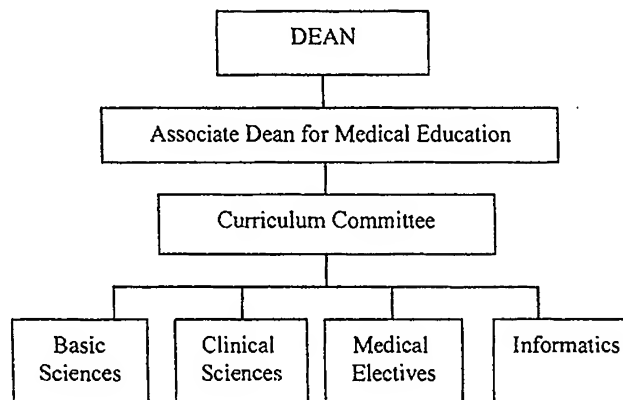 DEAN
Associate Dean for Medical Education
Curriculum Committee
Basic
Sciences
Clinical
Sciences
Medical
Electives
Informatics